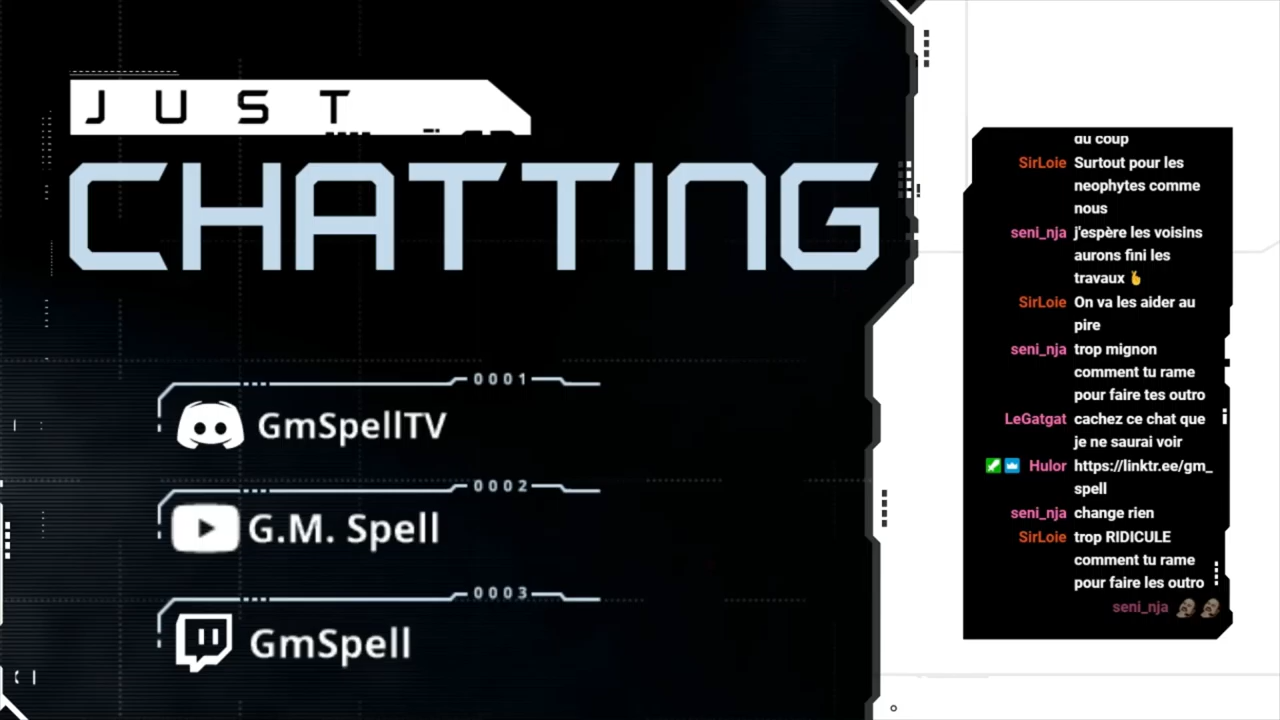 JUST
CHATTING
0001
GmSpellTV
0002
G.M. Spell
0003
GmSpell
du coup
SirLoie Surtout pour les
neophytes comme
nous
seni_nja j'espère les voisins
aurons fini les
travaux 🫰
SirLoie On va les aider au
pire
seni_nja trop mignon
comment tu rame
pour faire tes outro
LeGatgat cachez ce chat que
je ne saurai voir
Hulor https://linktr.ee/gm_
spell
seni_nja change rien
SirLoie trop RIDICULE
comment tu rame
pour faire les outro
seni_nja